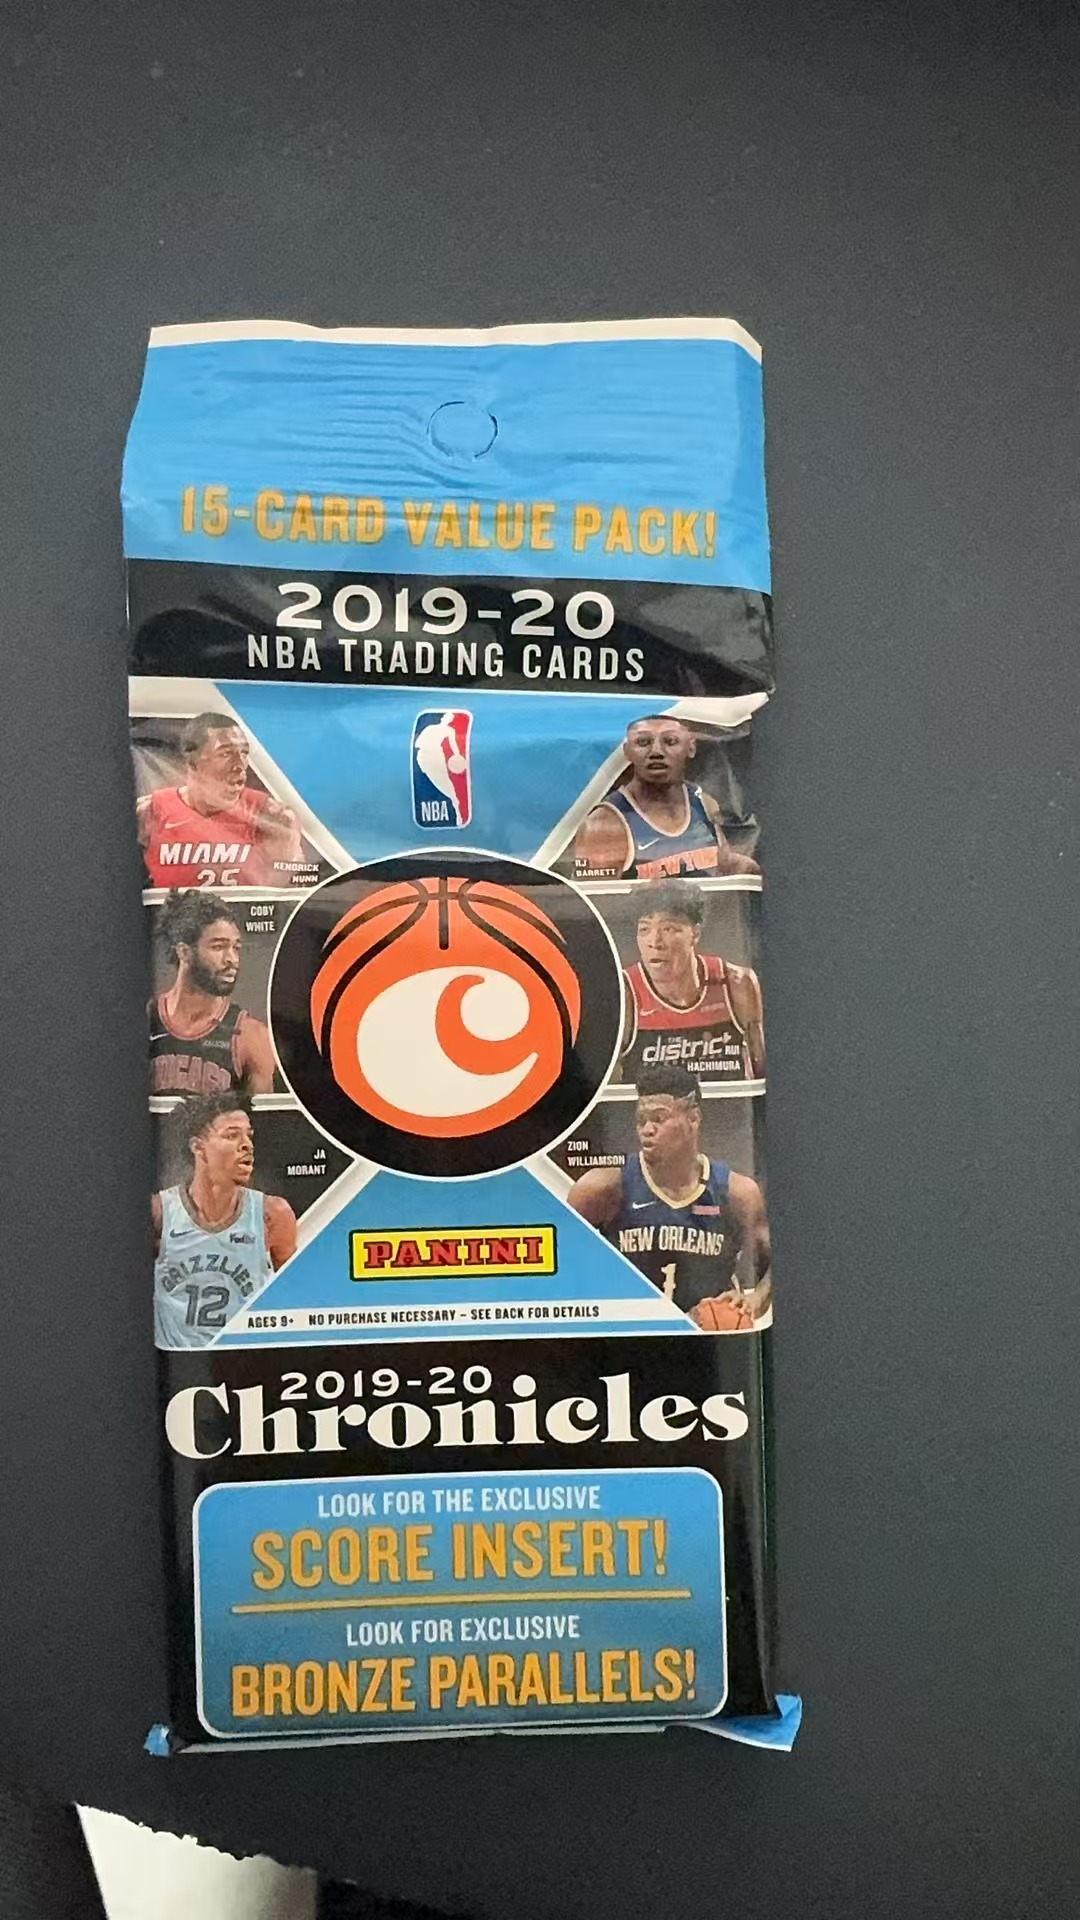 15-CARD VALUE PACK!
2019-20
NBA TRADING CARDS
NBA
MIAMI
25
KENDRICK
NUNN
RJ
BARRETT
NEW YORK
COBY
WHITE
CHICAGO
THE
district
RUI
HACHIMURA
JA
MORANT
ZION
WILLIAMSON
FedEx
GRIZZLIES
12
NEW ORLEANS
1
PANINI
AGES 9+ NO PURCHASE NECESSARY – SEE BACK FOR DETAILS
2019-20
Chronicles
LOOK FOR THE EXCLUSIVE
SCORE INSERT!
LOOK FOR EXCLUSIVE
BRONZE PARALLELS!